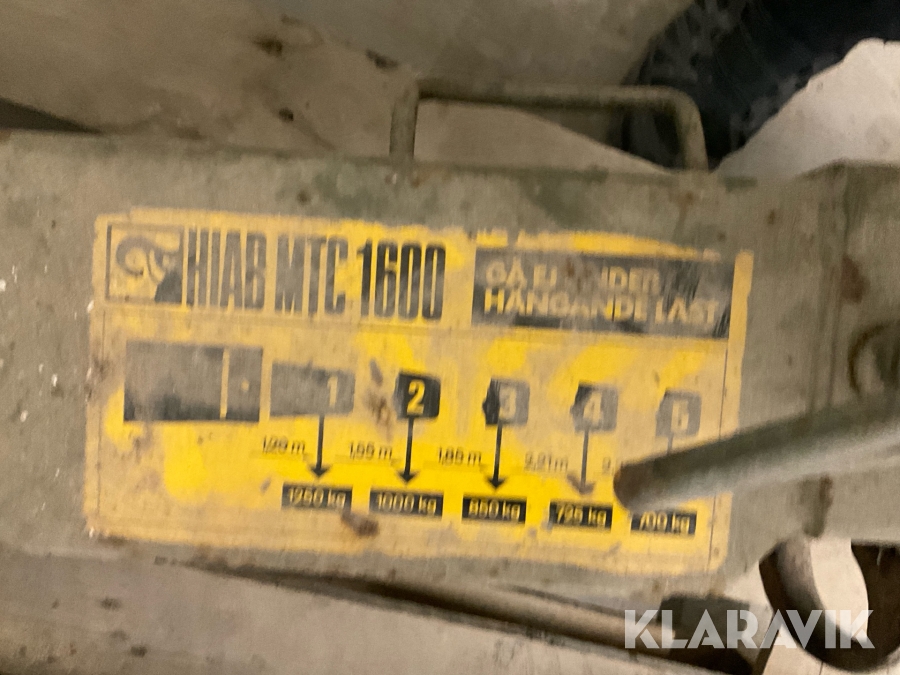 HIAB MTC 1600
GÅ EJ UNDER
HÄNGANDE LAST
1 2 3 4 5
1,29 m 1,55 m 1,85 m 2,21 m 2
1250 kg 1000 kg 850 kg 725 kg 700 kg
KLARAVIK